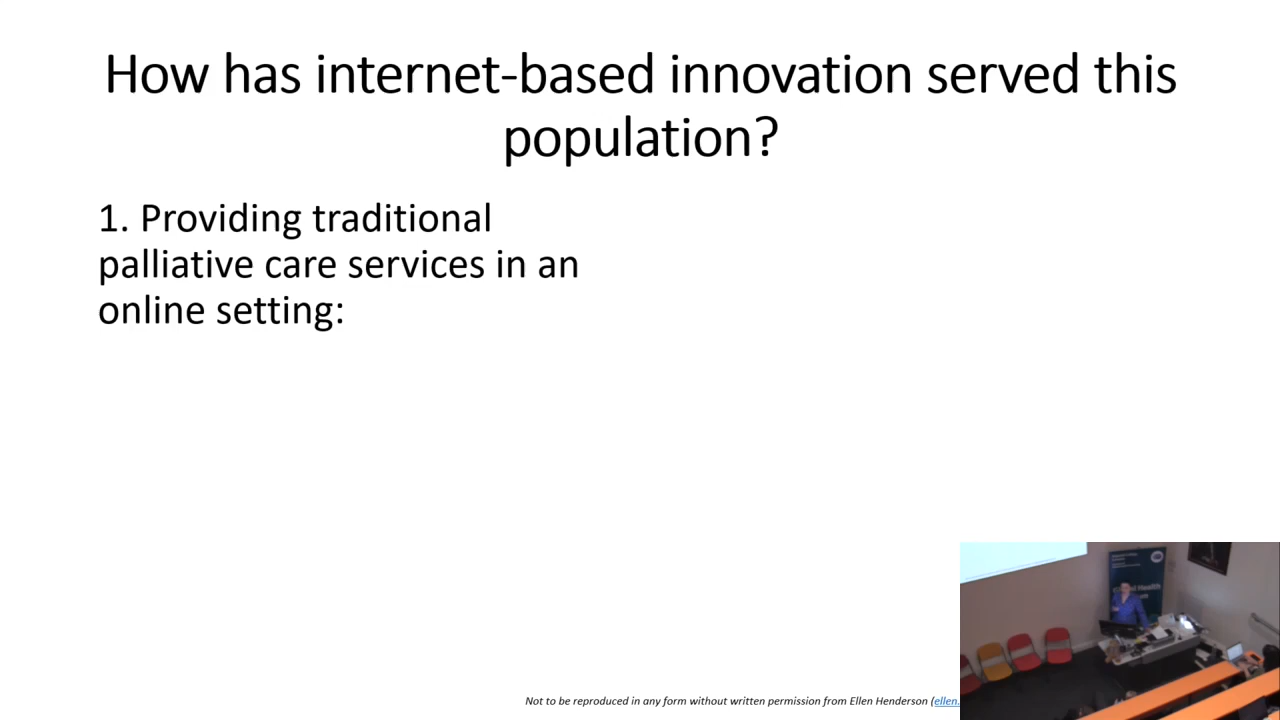 How has internet-based innovation served this
population?
1. Providing traditional
palliative care services in an
online setting:
Not to be reproduced in any form without written permission from Ellen Henderson (ellen.
Health